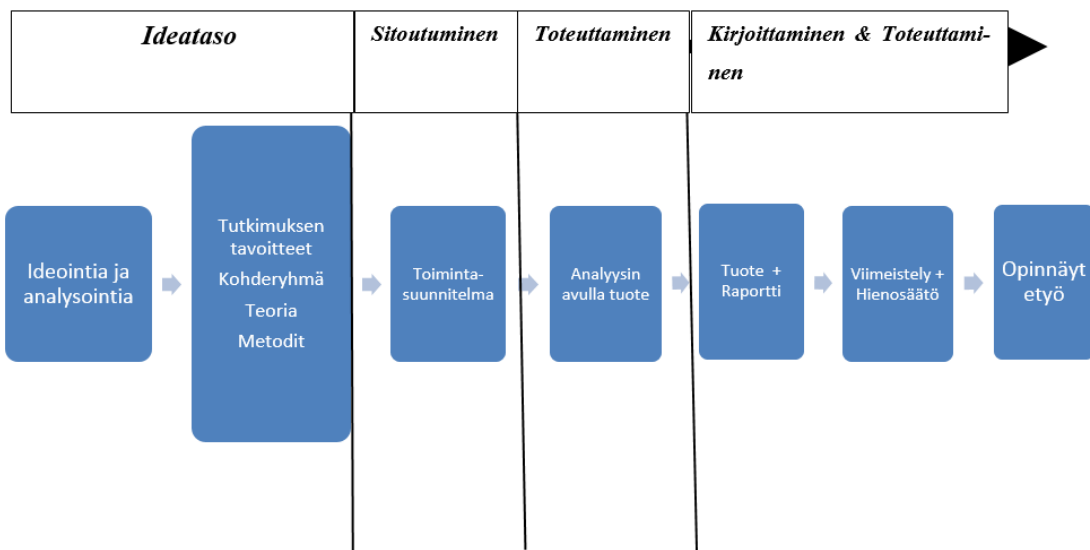 Ideataso
Sitoutuminen
Toteuttaminen
Kirjoittaminen & Toteuttami-
nen
Ideointia ja
analysointia
Tutkimuksen
tavoitteet
Kohderyhmä
Teoria
Metodit
Toiminta-
suunnitelma
Analyysin
avulla tuote
Tuote +
Raportti
Viimeistely +
Hienosäätö
Opinnäyt
etyö